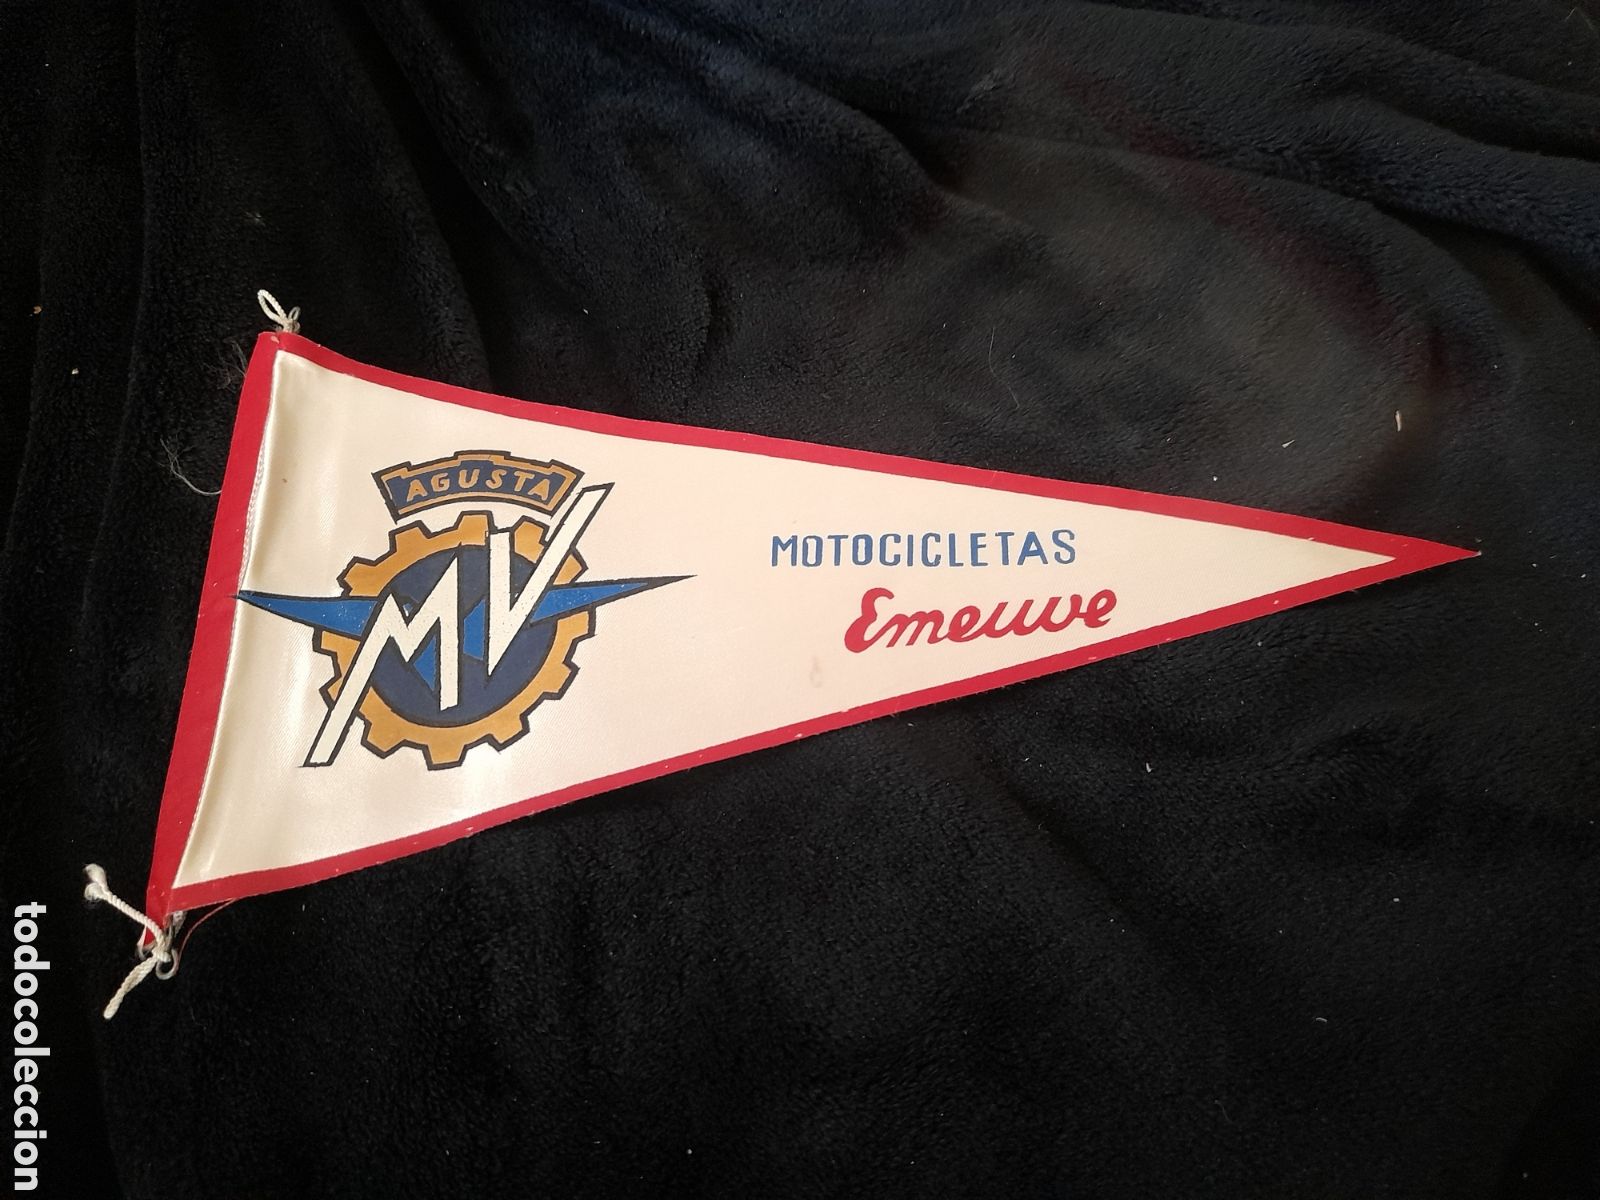 AGUSTA
MV
MOTOCICLETAS
Emeuve
todocoleccion